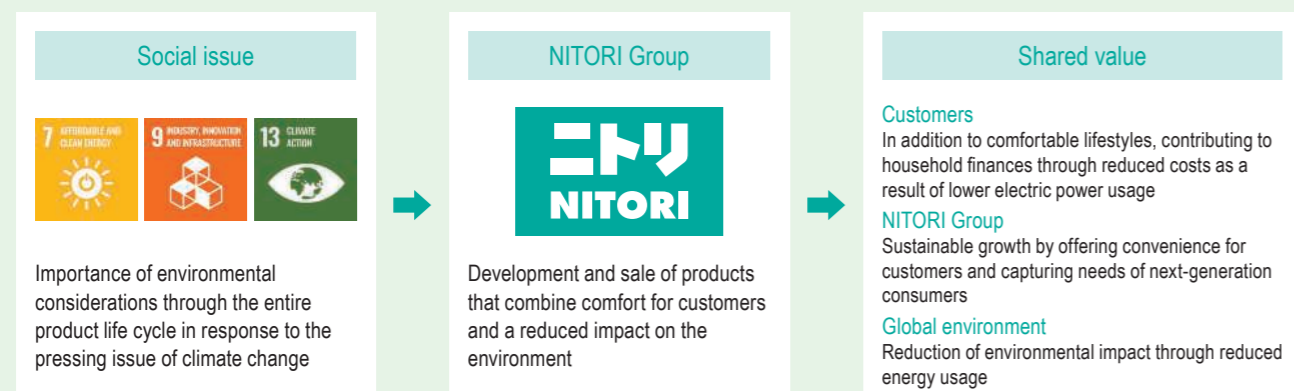 Social issue
7 AFFORDABLE AND
CLEAN ENERGY
9 INDUSTRY, INNOVATION
AND INFRASTRUCTURE
13 CLIMATE
ACTION
Importance of environmental
considerations through the entire
product life cycle in response to the
pressing issue of climate change
NITORI Group
ニトリ
NITORI
Development and sale of products
that combine comfort for customers
and a reduced impact on the
environment
Shared value
Customers
In addition to comfortable lifestyles, contributing to
household finances through reduced costs as a
result of lower electric power usage
NITORI Group
Sustainable growth by offering convenience for
customers and capturing needs of next-generation
consumers
Global environment
Reduction of environmental impact through reduced
energy usage